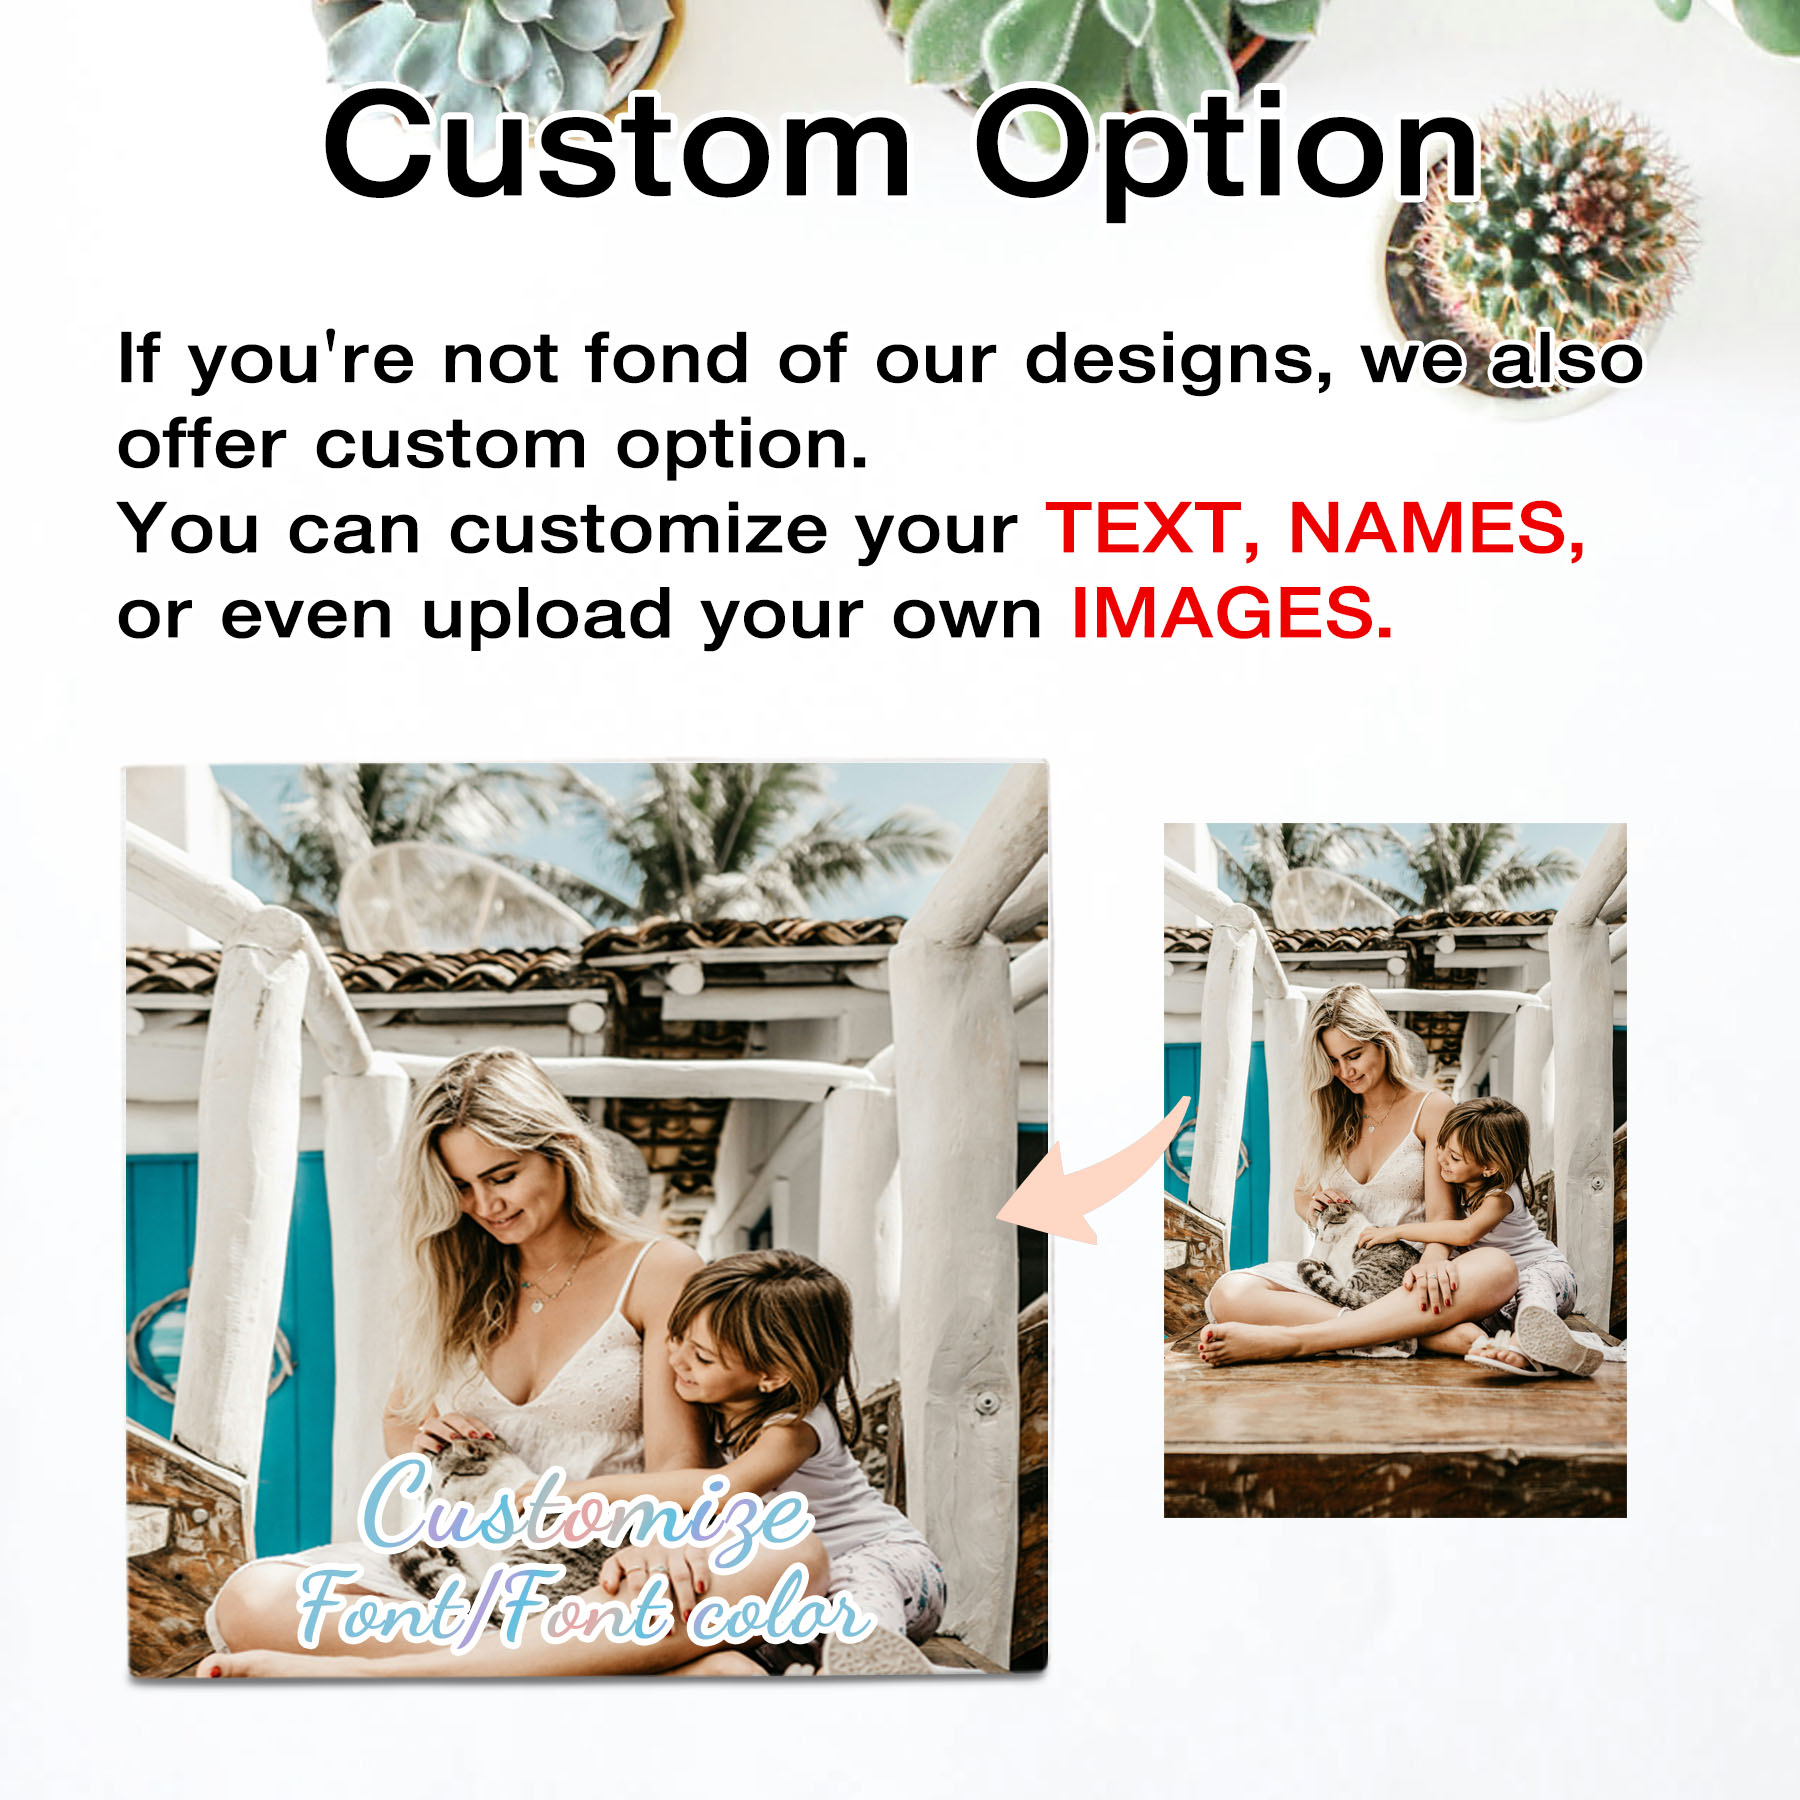 Custom Option
If you're not fond of our designs, we also
offer custom option.
You can customize your TEXT, NAMES,
or even upload your own IMAGES.
Customize
Font/Font color